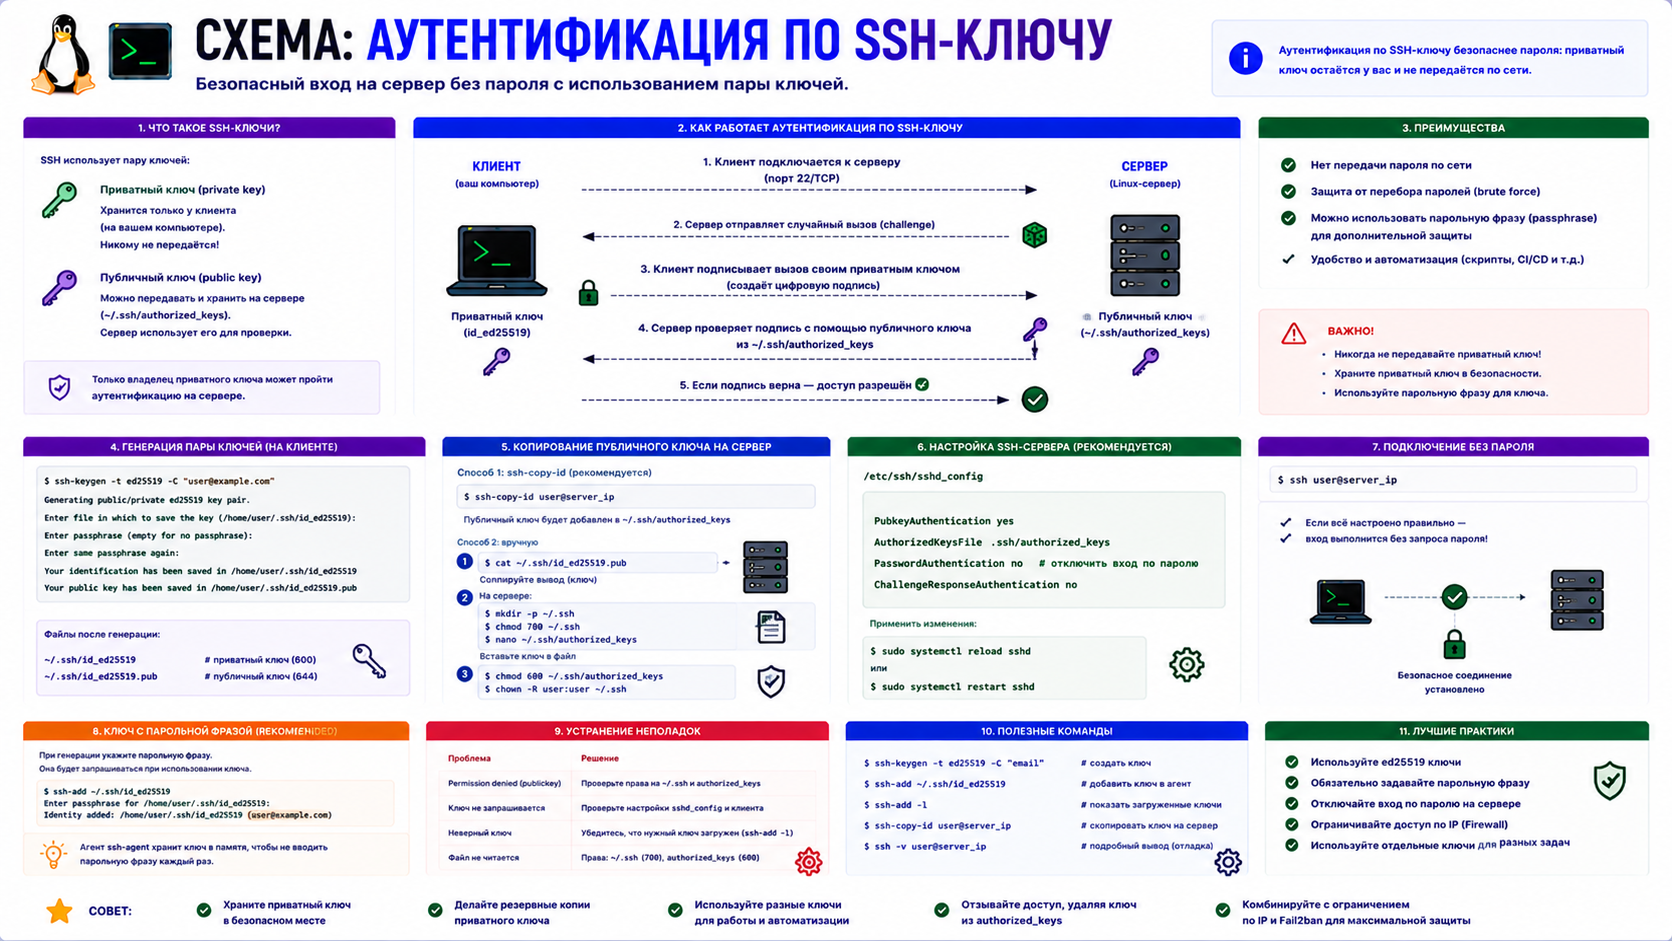 СХЕМА: АУТЕНТИФИКАЦИЯ ПО SSH-КЛЮЧУ
Безопасный вход на сервер без пароля с использованием пары ключей.
Аутентификация по SSH-ключу безопаснее пароля: приватный
ключ остаётся у вас и не передаётся по сети.
1. ЧТО ТАКОЕ SSH-КЛЮЧИ?
SSH использует пару ключей:
Приватный ключ (private key)
Хранится только у клиента
(на вашем компьютере).
Никому не передаётся!
Публичный ключ (public key)
Можно передавать и хранить на сервере
(~/.ssh/authorized_keys).
Сервер использует его для проверки.
Только владелец приватного ключа может пройти
аутентификацию на сервере.
2. КАК РАБОТАЕТ АУТЕНТИФИКАЦИЯ ПО SSH-КЛЮЧУ
КЛИЕНТ
(ваш компьютер)
Приватный ключ
(id_ed25519)
1. Клиент подключается к серверу
(порт 22/TCP)
2. Сервер отправляет случайный вызов (challenge)
3. Клиент подписывает вызов своим приватным ключом
(создаёт цифровую подпись)
4. Сервер проверяет подпись с помощью публичного ключа
из ~/.ssh/authorized_keys
5. Если подпись верна — доступ разрешён
СЕРВЕР
(Linux-сервер)
Публичный ключ
(~/.ssh/authorized_keys)
3. ПРЕИМУЩЕСТВА
Нет передачи пароля по сети
Защита от перебора паролей (brute force)
Можно использовать парольную фразу (passphrase)
для дополнительной защиты
Удобство и автоматизация (скрипты, CI/CD и т.д.)
ВАЖНО!
• Никогда не передавайте приватный ключ!
• Храните приватный ключ в безопасности.
• Используйте парольную фразу для ключа.
4. ГЕНЕРАЦИЯ ПАРЫ КЛЮЧЕЙ (НА КЛИЕНТЕ)
$ ssh-keygen -t ed25519 -C "user@example.com"
Generating public/private ed25519 key pair.
Enter file in which to save the key (/home/user/.ssh/id_ed25519):
Enter passphrase (empty for no passphrase):
Enter same passphrase again:
Your identification has been saved in /home/user/.ssh/id_ed25519
Your public key has been saved in /home/user/.ssh/id_ed25519.pub
Файлы после генерации:
~/.ssh/id_ed25519 # приватный ключ (600)
~/.ssh/id_ed25519.pub # публичный ключ (644)
5. КОПИРОВАНИЕ ПУБЛИЧНОГО КЛЮЧА НА СЕРВЕР
Способ 1: ssh-copy-id (рекомендуется)
$ ssh-copy-id user@server_ip
Публичный ключ будет добавлен в ~/.ssh/authorized_keys
Способ 2: вручную
1 $ cat ~/.ssh/id_ed25519.pub
Соппируйте вывод (ключ)
2 На сервере:
$ mkdir -p ~/.ssh
$ chmod 700 ~/.ssh
$ nano ~/.ssh/authorized_keys
Вставьте ключ в файл
3 $ chmod 600 ~/.ssh/authorized_keys
$ chown -R user:user ~/.ssh
6. НАСТРОЙКА SSH-СЕРВЕРА (РЕКОМЕНДУЕТСЯ)
/etc/ssh/sshd_config
PubkeyAuthentication yes
AuthorizedKeysFile .ssh/authorized_keys
PasswordAuthentication no # отключить вход по паролю
ChallengeResponseAuthentication no
Применить изменения:
$ sudo systemctl reload sshd
или
$ sudo systemctl restart sshd
7. ПОДКЛЮЧЕНИЕ БЕЗ ПАРОЛЯ
$ ssh user@server_ip
Если всё настроено правильно —
вход выполнится без запроса пароля!
Безопасное соединение
установлено
8. КЛЮЧ С ПАРОЛЬНОЙ ФРАЗОЙ (REKOMENDED)
При генерации укажите парольную фразу.
Она будет запрашиваться при использовании ключа.
$ ssh-add ~/.ssh/id_ed25519
Enter passphrase for /home/user/.ssh/id_ed25519:
Identity added: /home/user/.ssh/id_ed25519 (user@example.com)
Агент ssh-agent хранит ключ в памятя, чтобы не вводить
парольную фразу каждый раз.
9. УСТРАНЕНИЕ НЕПОЛАДОК
Проблема Решение
Permission denied (publickey) Проверьте права на ~/.ssh и authorized_keys
Ключ не запрашивается Проверьте настройки sshd_config и клиента
Неверный ключ Убедитесь, что нужный ключ загружен (ssh-add -l)
Файл не читается Права: ~/.ssh (700), authorized_keys (600)
10. ПОЛЕЗНЫЕ КОМАНДЫ
$ ssh-keygen -t ed25519 -C "email" # создать ключ
$ ssh-add ~/.ssh/id_ed25519 # добавить ключ в агент
$ ssh-add -l # показать загруженные ключи
$ ssh-copy-id user@server_ip # скопировать ключ на сервер
$ ssh -v user@server_ip # подробный вывод (отладка)
11. ЛУЧШИЕ ПРАКТИКИ
Используйте ed25519 ключи
Обязательно задавайте парольную фразу
Отключайте вход по паролю на сервере
Ограничивайте доступ по IP (Firewall)
Используйте отдельные ключи для разных задач
СОВЕТ:
Храните приватный ключ
в безопасном месте
Делайте резервные копии
приватного ключа
Используйте разные ключи
для работы и автоматизации
Отзывайте доступ, удаляя ключ
из authorized_keys
Комбинируйте с ограничением
по IP и Fail2ban для максимальной защиты